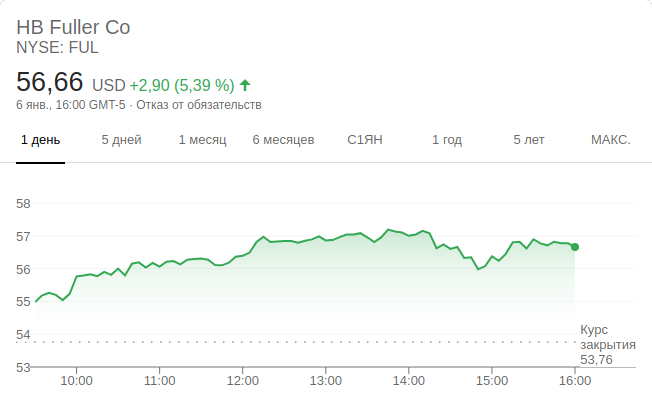 HB Fuller Co
NYSE: FUL
56,66 USD +2,90 (5,39 %)
6 янв., 16:00 GMT-5 · Отказ от обязательств
1 день 5 дней 1 месяц 6 месяцев С1ЯН 1 год 5 лет МАКС.
58
57
56
55
54
53
Курс
закрытия
53,76
10:00 11:00 12:00 13:00 14:00 15:00 16:00